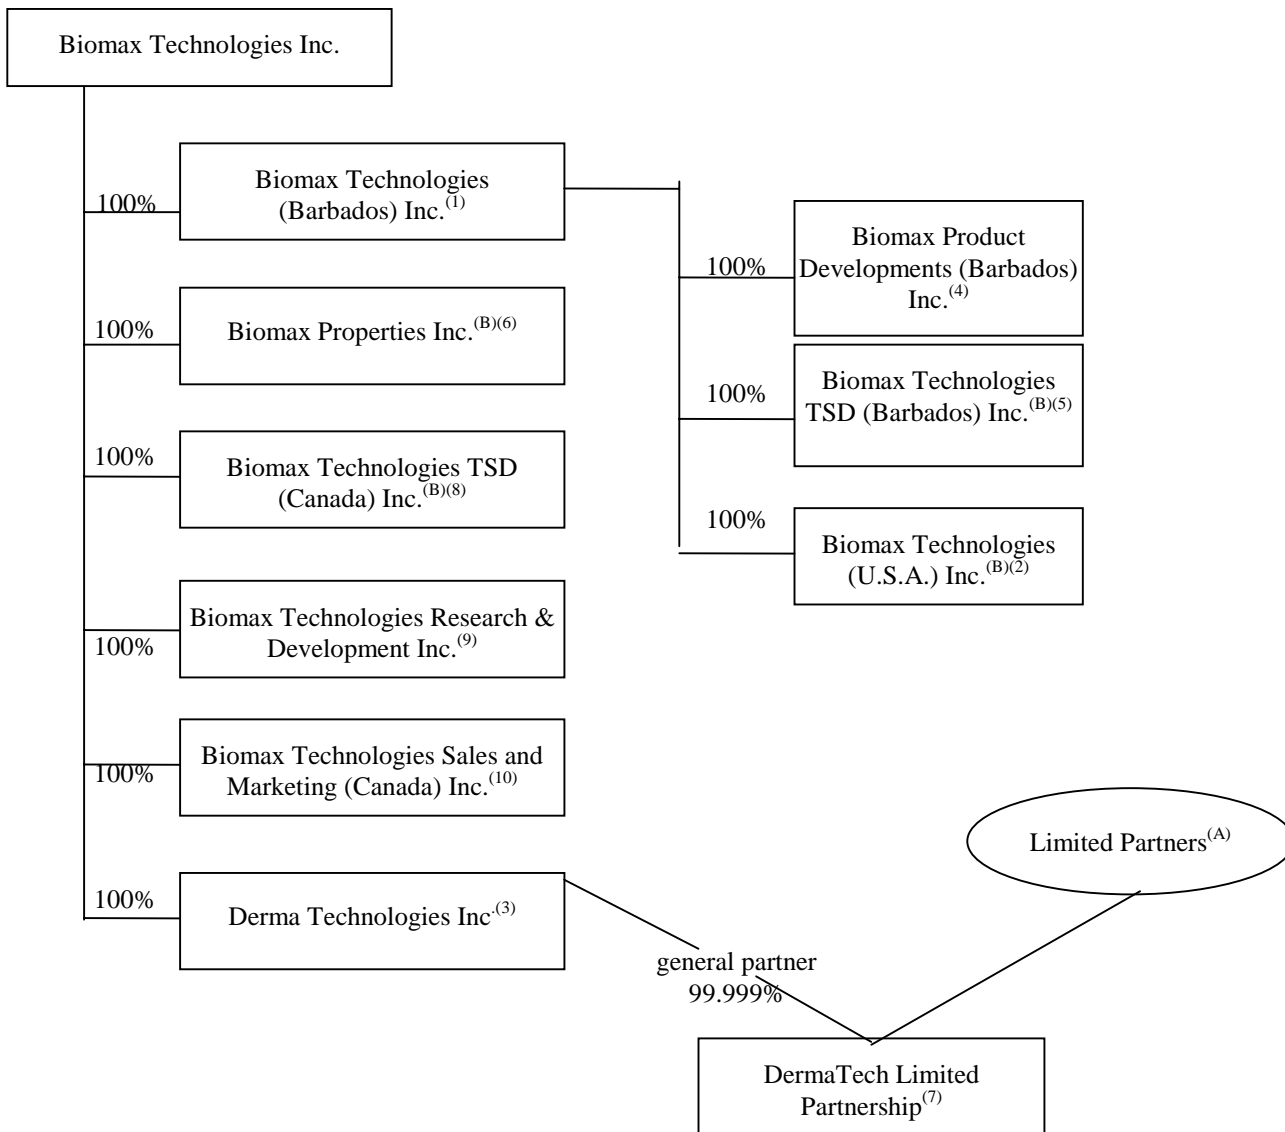 Biomax Technologies Inc.
100%
Biomax Technologies
(Barbados) Inc.(1)
100%
Biomax Product
Developments (Barbados)
Inc.(4)
100%
Biomax Properties Inc.(B)(6)
100%
Biomax Technologies
TSD (Barbados) Inc.(B)(5)
100%
Biomax Technologies TSD
(Canada) Inc.(B)(8)
100%
Biomax Technologies
(U.S.A.) Inc.(B)(2)
100%
Biomax Technologies Research &
Development Inc.(9)
100%
Biomax Technologies Sales and
Marketing (Canada) Inc.(10)
Limited Partners(A)
100%
Derma Technologies Inc.(3)
general partner
99.999%
DermaTech Limited
Partnership(7)